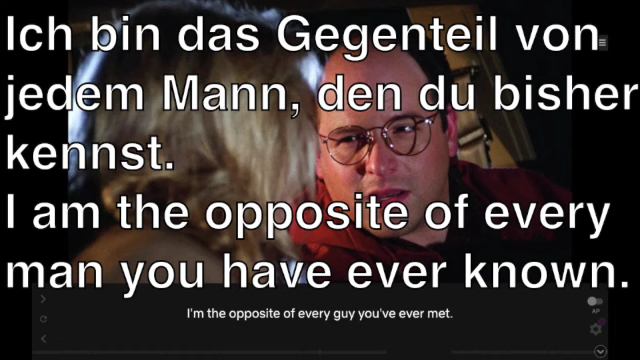 Ich bin das Gegenteil von
jedem Mann, den du bisher
kennst.
I am the opposite of every
man you have ever known.
I'm the opposite of every guy you've ever met.
AP